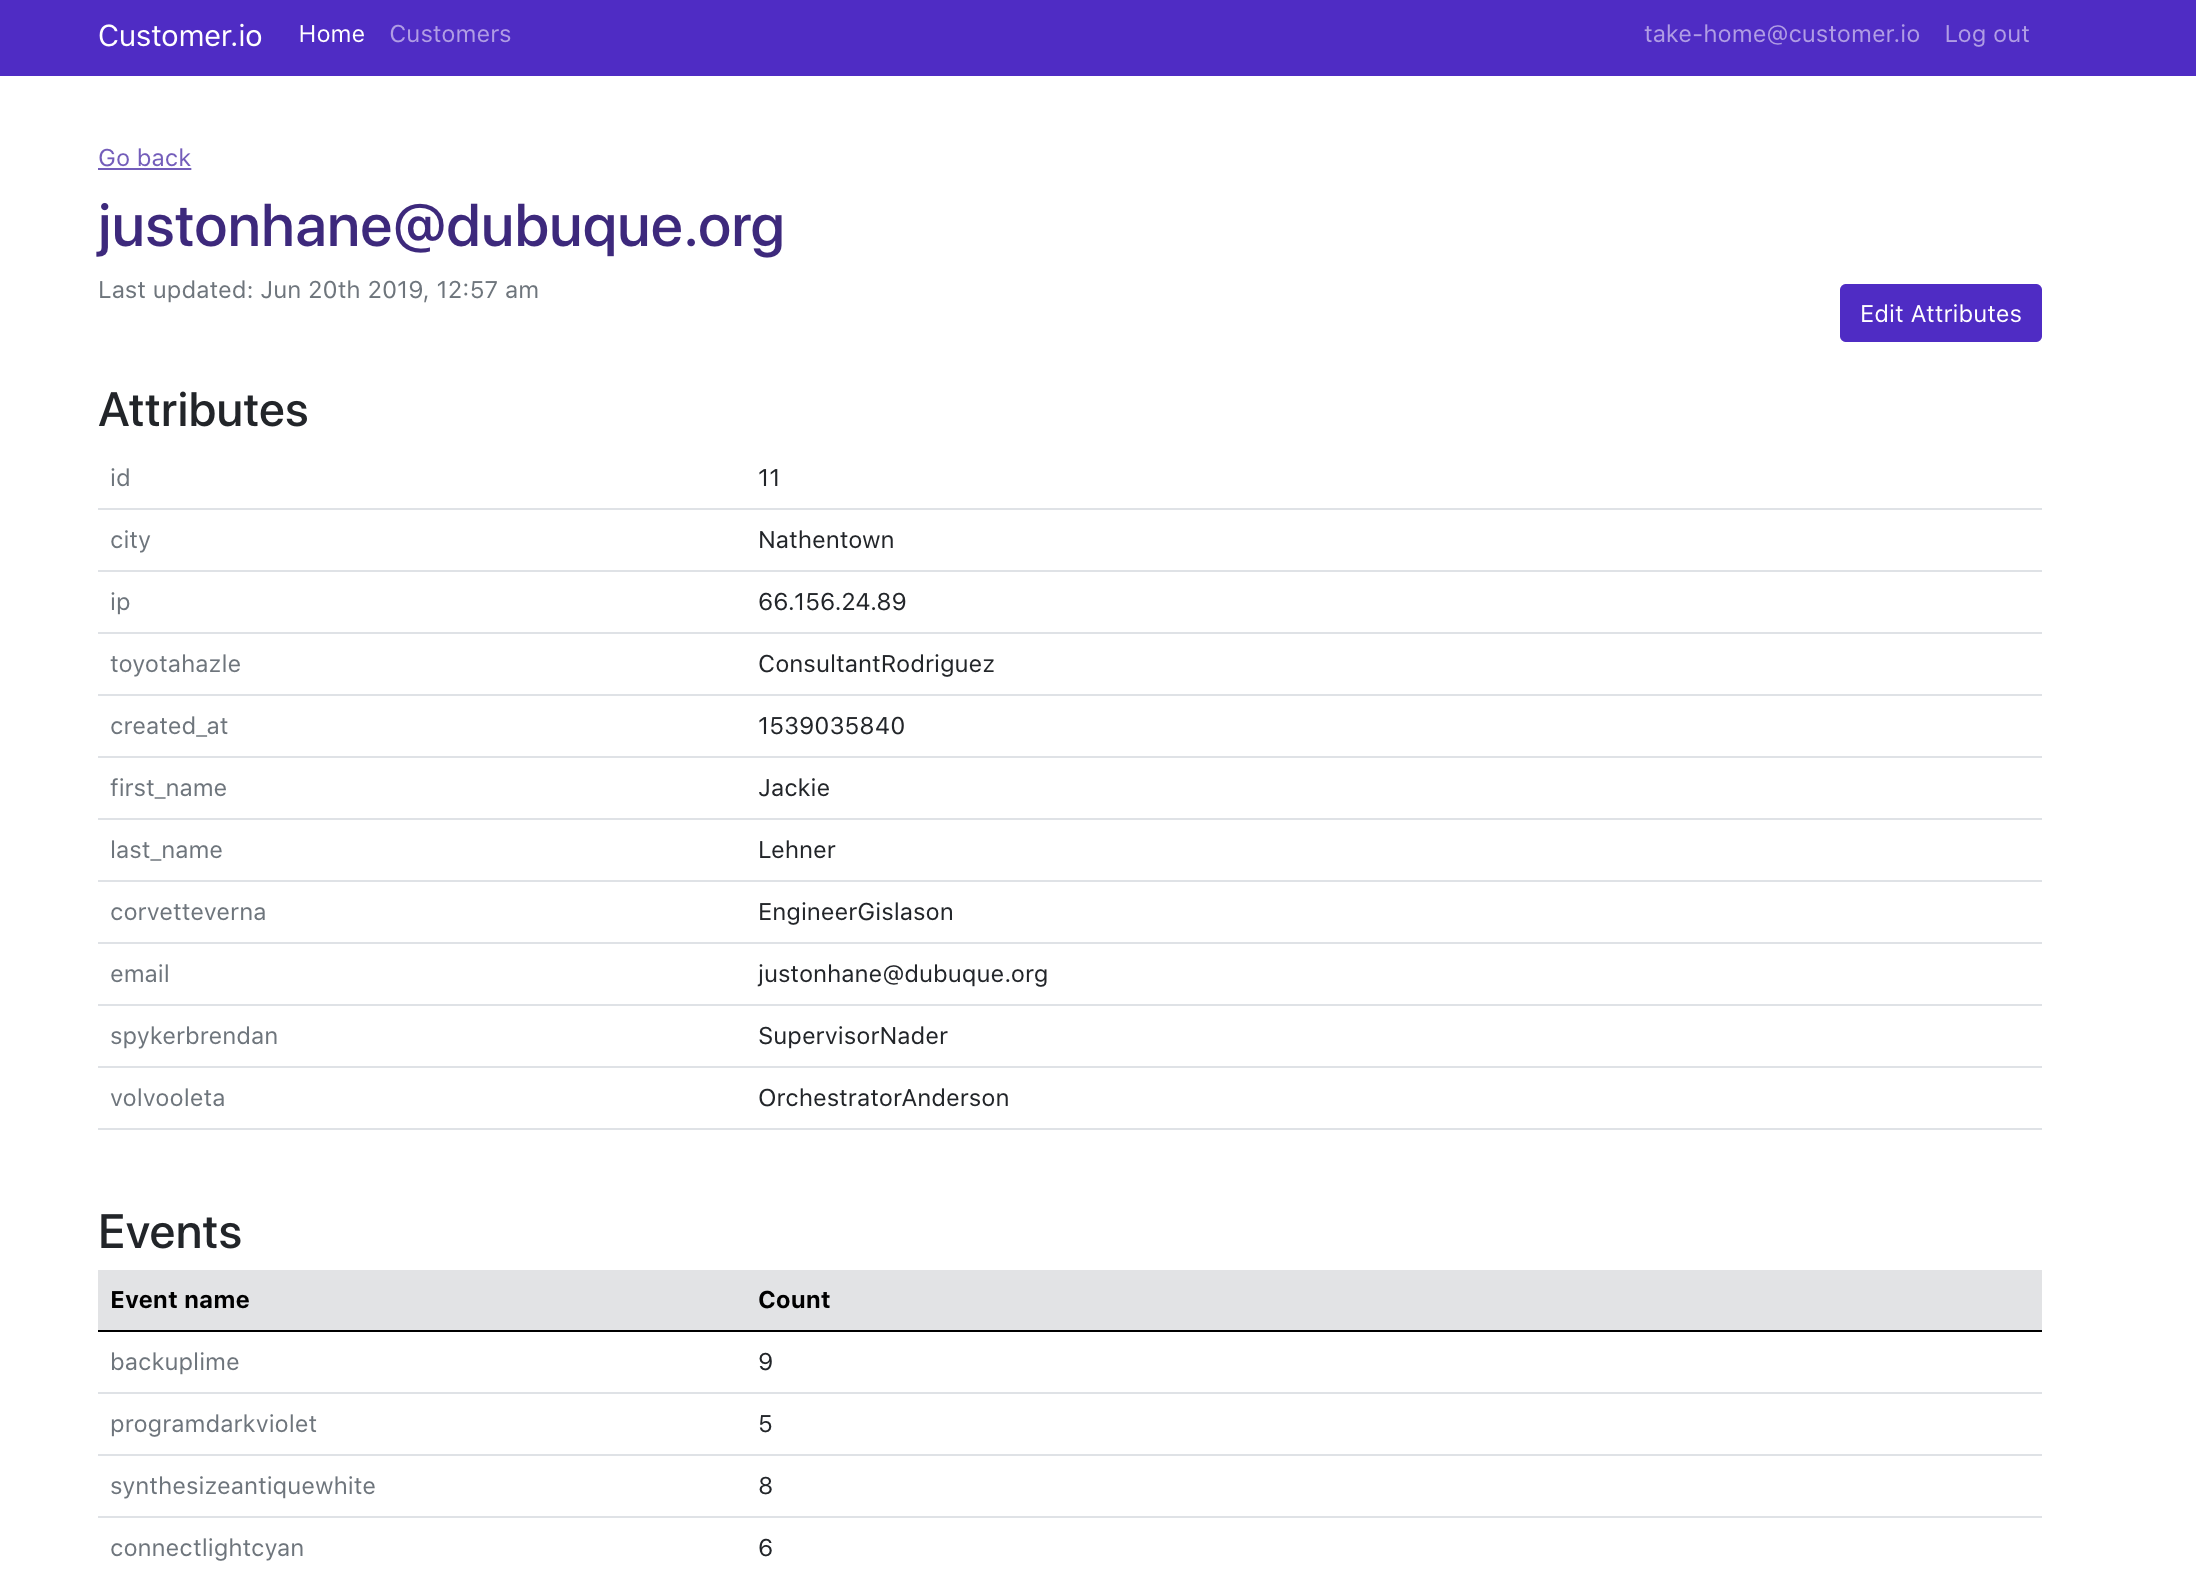 Customer.io Home Customers take-home@customer.io Log out
Go back
justonhane@dubuque.org
Last updated: Jun 20th 2019, 12:57 am
Edit Attributes
Attributes
id 11
city Nathentown
ip 66.156.24.89
toyotahazle ConsultantRodriguez
created_at 1539035840
first_name Jackie
last_name Lehner
corvetteverna EngineerGislason
email justonhane@dubuque.org
spykerbrendan SupervisorNader
volvooleta OrchestratorAnderson
Events
Event name Count
backuplime 9
programdarkviolet 5
synthesizeantiquewhite 8
connectlightcyan 6